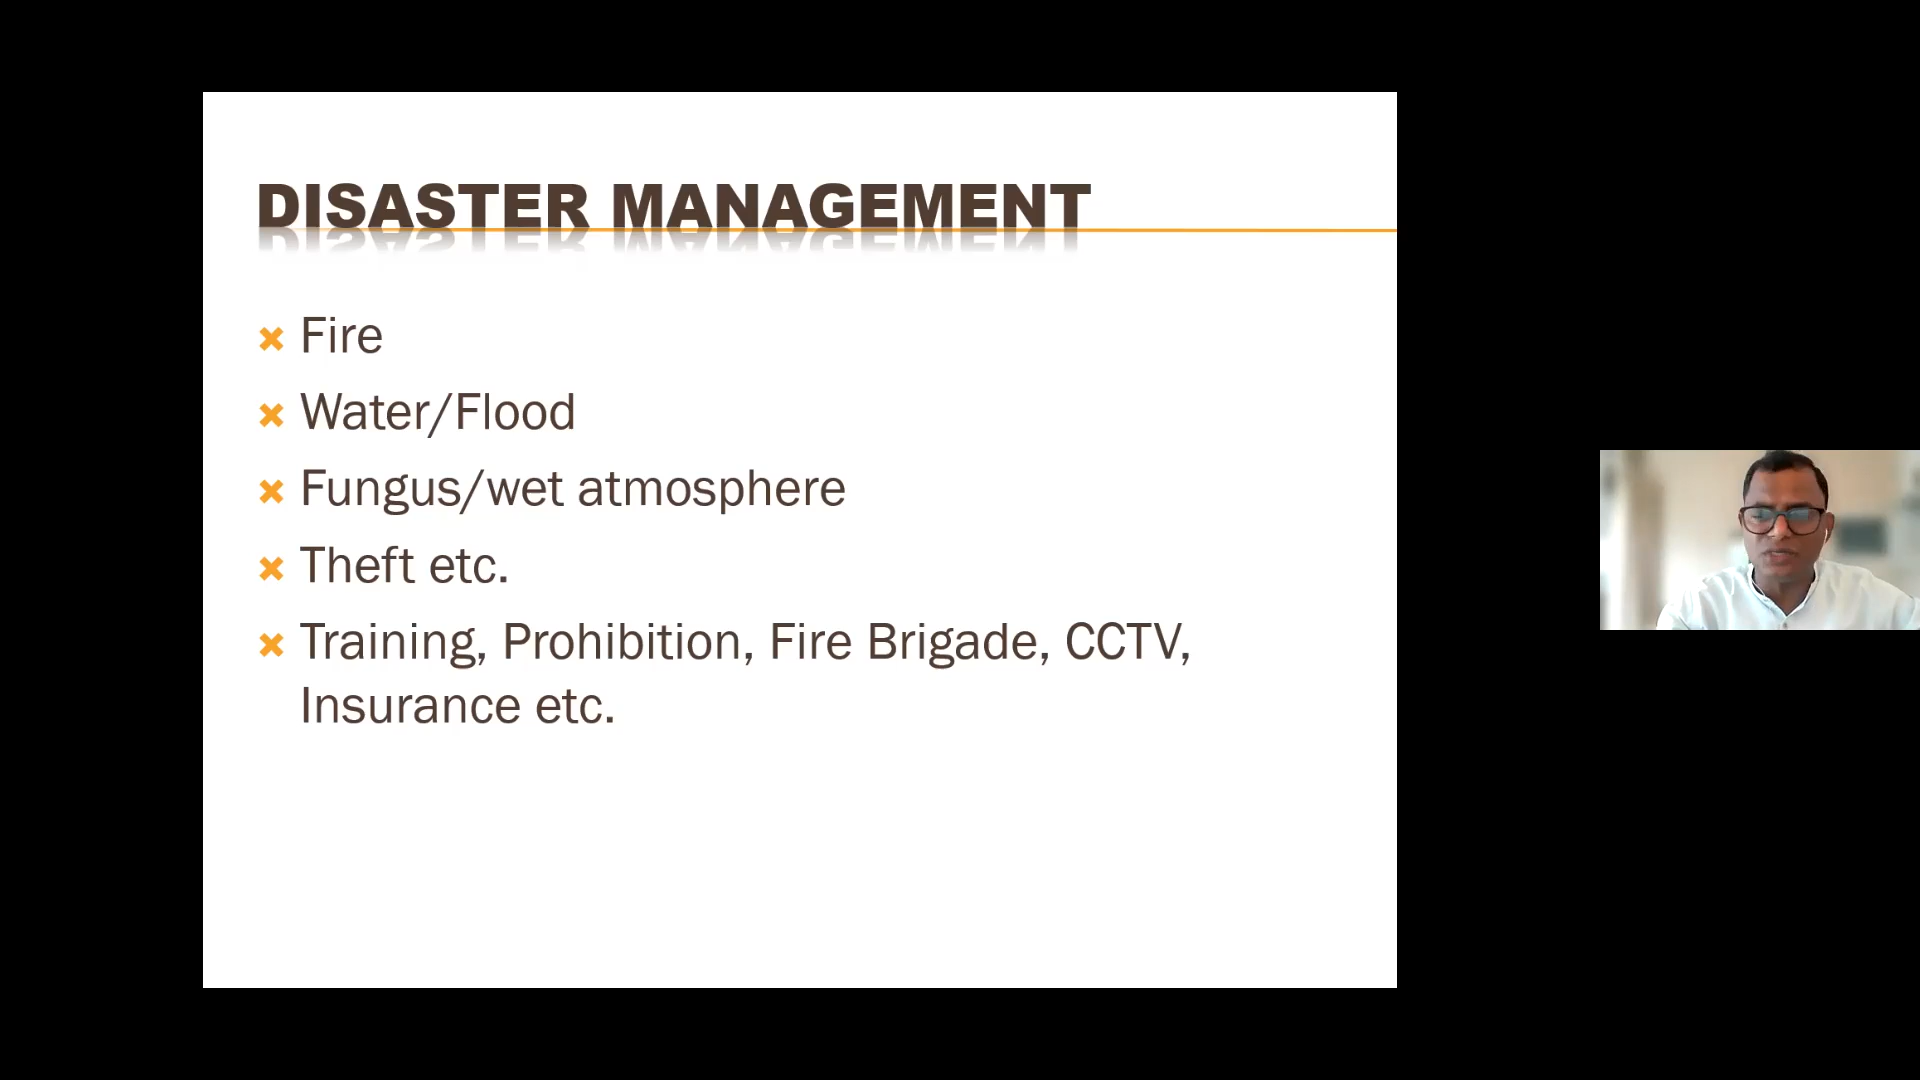 DISASTER MANAGEMENT
Fire
Water/Flood
Fungus/wet atmosphere
Theft etc.
Training, Prohibition, Fire Brigade, CCTV,
Insurance etc.